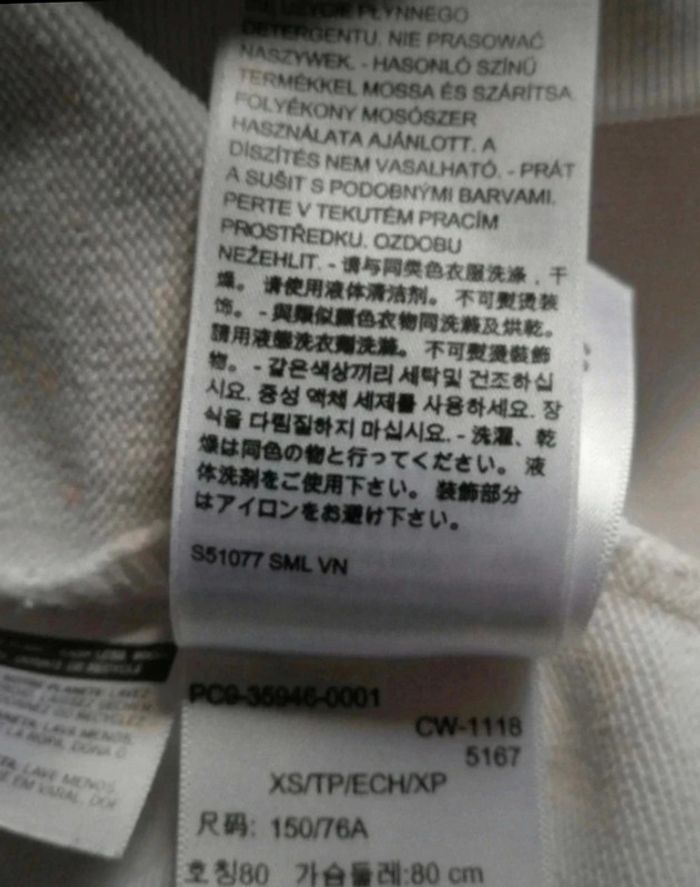 UŻYCIE PŁYNNEGO
DETERGENTU. NIE PRASOWAĆ
NASZYWEK. - HASONLÓ SZÍNŰ
TERMÉKKEL MOSSA ÉS SZÁRÍTSA.
FOLYÉKONY MOSÓSZER
HASZNÁLATA AJÁNLOTT. A
DÍSZÍTÉS NEM VASALHATÓ. - PRÁT
A SUŠIT S PODOBNÝMI BARVAMI.
PERTE V TEKUTÉM PRACÍM
PROSTŘEDKU. OZDOBU
NEŽEHLIT. - 请与同类色衣服洗涤，干
燥。 请使用液体清洁剂。 不可熨烫装
饰。 - 與類似顏色衣物同洗滌及烘乾。
請用液態洗衣劑洗滌。 不可熨燙裝飾
物。 - 같은색상끼리 세탁및 건조하십
시요. 중성 액체 세제를 사용하세요. 장
식을 다림질하지 마십시요. - 洗濯、乾
燥は同色の物と行ってください。 液
体洗剤をご使用下さい。 装飾部分
はアイロンをお避け下さい。
S51077 SML VN
PC9-35946-0001
CW-1118
5167
XS/TP/ECH/XP
尺码: 150/76A
호칭80 가슴둘레:80 cm
LAVE MENOS.